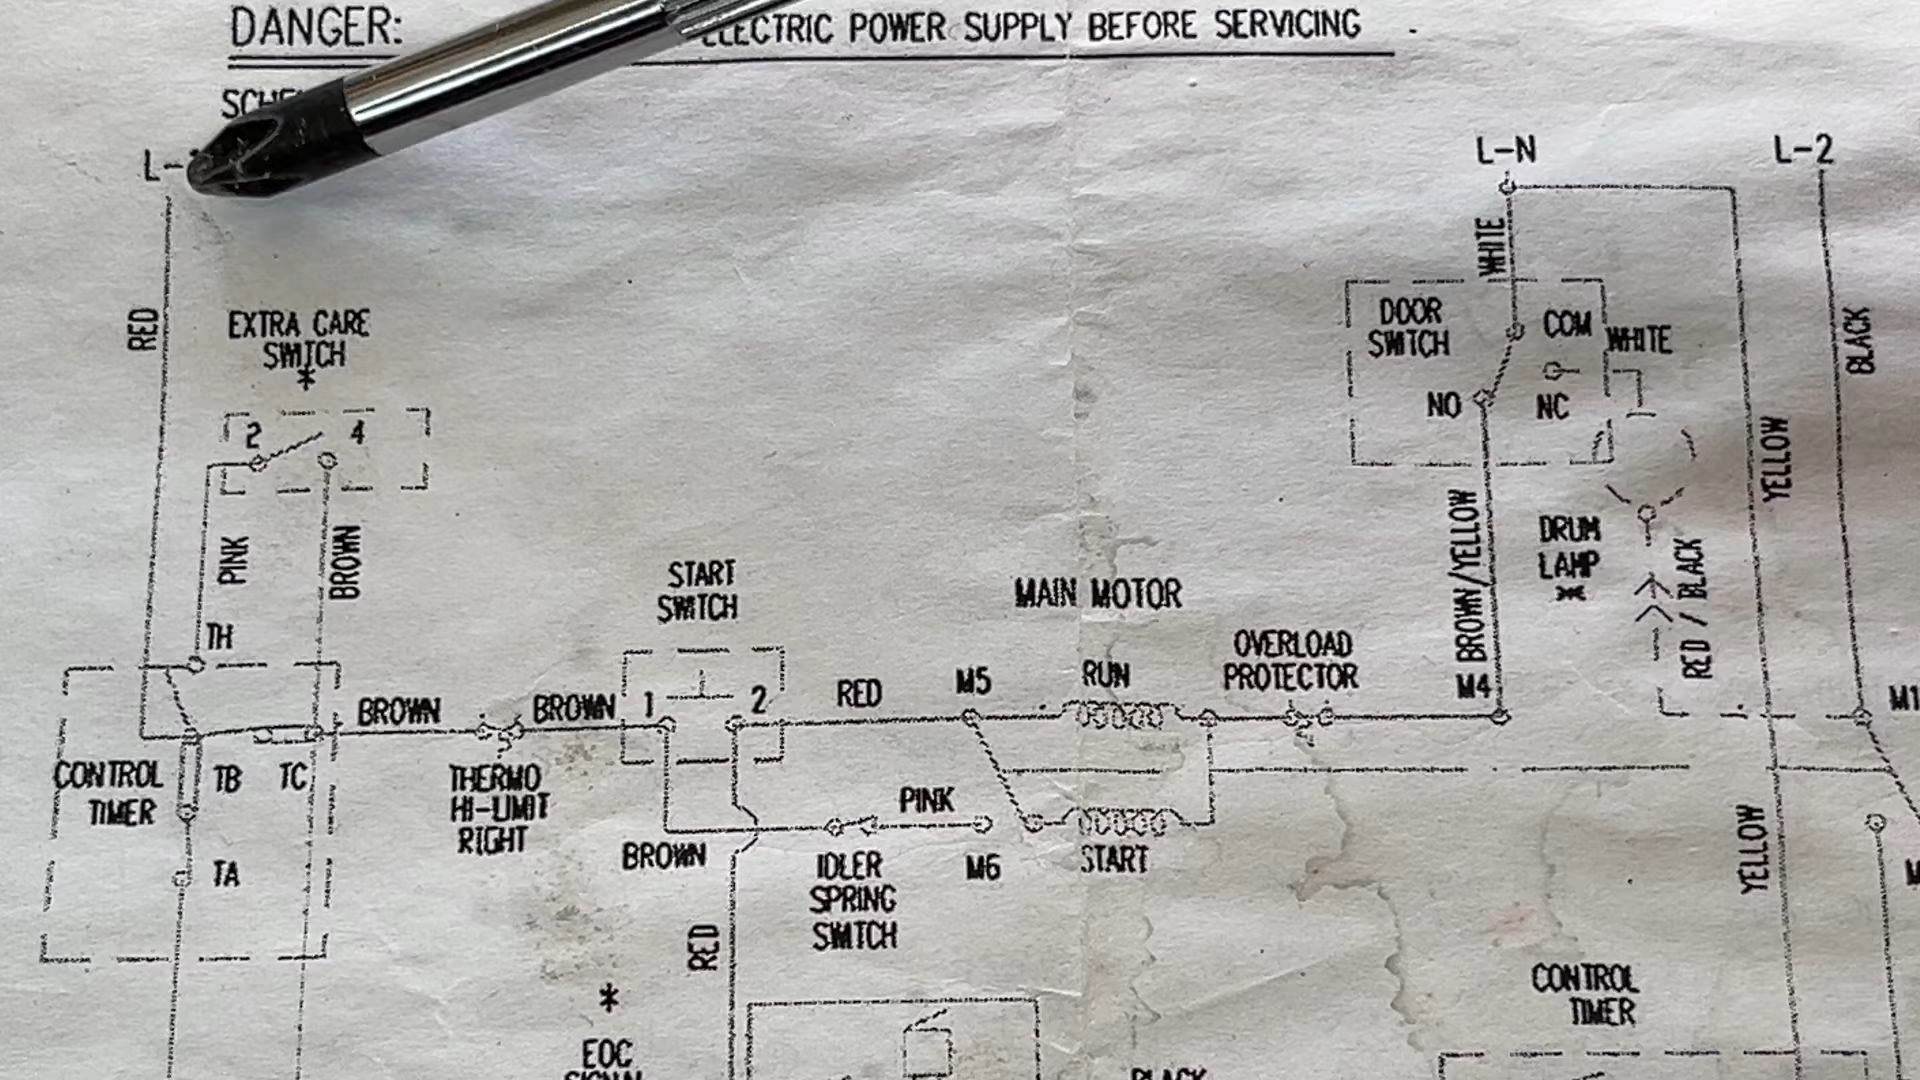 DANGER: ELECTRIC POWER SUPPLY BEFORE SERVICING
L-
L-N
L-2
RED
EXTRA CARE
SWITCH
*
2 4
PINK
BROWN
TH
WHITE
DOOR
SWITCH
COM
NO
NC
WHITE
BLACK
YELLOW
DRUM
LAMP
BROWN/YELLOW
RED / BLACK
START
SWITCH
MAIN MOTOR
OVERLOAD
PROTECTOR
BROWN
BROWN
1 2
RED
M5
RUN
M4
M1
CONTROL
TIMER
TB
TC
TA
THERMO
HI-LIMIT
RIGHT
BROWN
PINK
IDLER
SPRING
SWITCH
M6
START
YELLOW
RED
*
EOC
SIGNAL
CONTROL
TIMER
BLACK